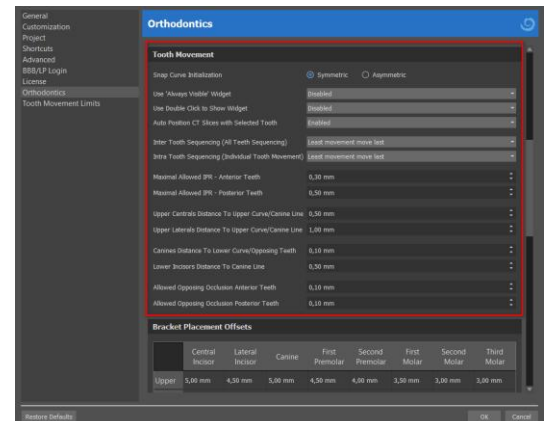 General
Customization
Project
Shortcuts
Advanced
BBB/LP Login
License
Orthodontics
Tooth Movement Limits
Orthodontics
Tooth Movement
Snap Curve Initialization Symmetric Asymmetric
Use 'Always Visible' Widget Disabled
Use Double Click to Show Widget Disabled
Auto Position CT Slices with Selected Tooth Enabled
Inter Tooth Sequencing (All Teeth Sequencing) Least movement move last
Intra Tooth Sequencing (Individual Tooth Movement) Least movement move last
Maximal Allowed IPR - Anterior Teeth 0,30 mm
Maximal Allowed IPR - Posterior Teeth 0,50 mm
Upper Centrals Distance To Upper Curve/Canine Line 0,50 mm
Upper Laterals Distance To Upper Curve/Canine Line 1,00 mm
Canines Distance To Lower Curve/Opposing Teeth 0,10 mm
Lower Incisors Distance To Canine Line 0,50 mm
Allowed Opposing Occlusion Anterior Teeth 0,10 mm
Allowed Opposing Occlusion Posterior Teeth 0,10 mm
Bracket Placement Offsets
Central Incisor Lateral Incisor Canine First Premolar Second Premolar First Molar Second Molar Third Molar
Upper 5,00 mm 4,50 mm 5,00 mm 4,50 mm 4,00 mm 3,50 mm 3,00 mm 3,00 mm
Restore Defaults OK Cancel